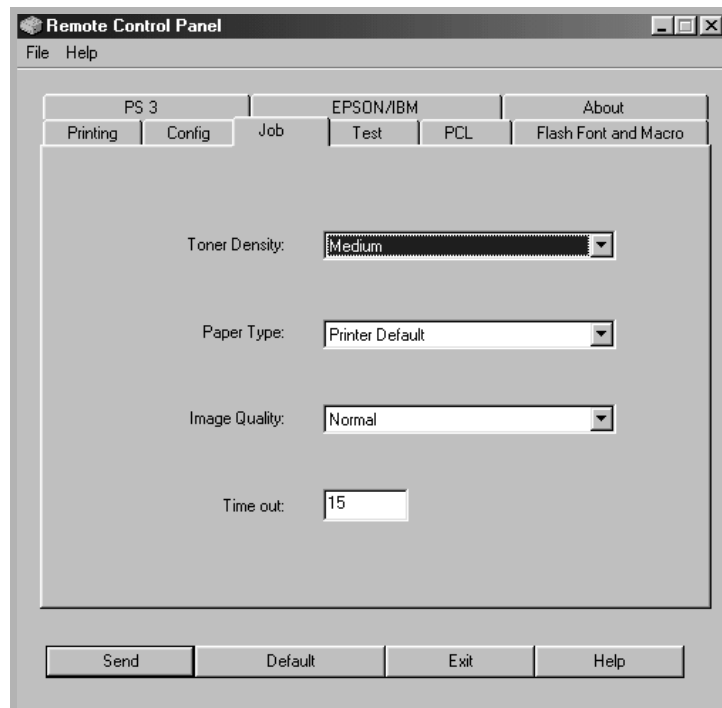 Remote Control Panel
File Help
PS 3 EPSON/IBM About
Printing Config Job Test PCL Flash Font and Macro
Toner Density: Medium
Paper Type: Printer Default
Image Quality: Normal
Time out: 15
Send Default Exit Help